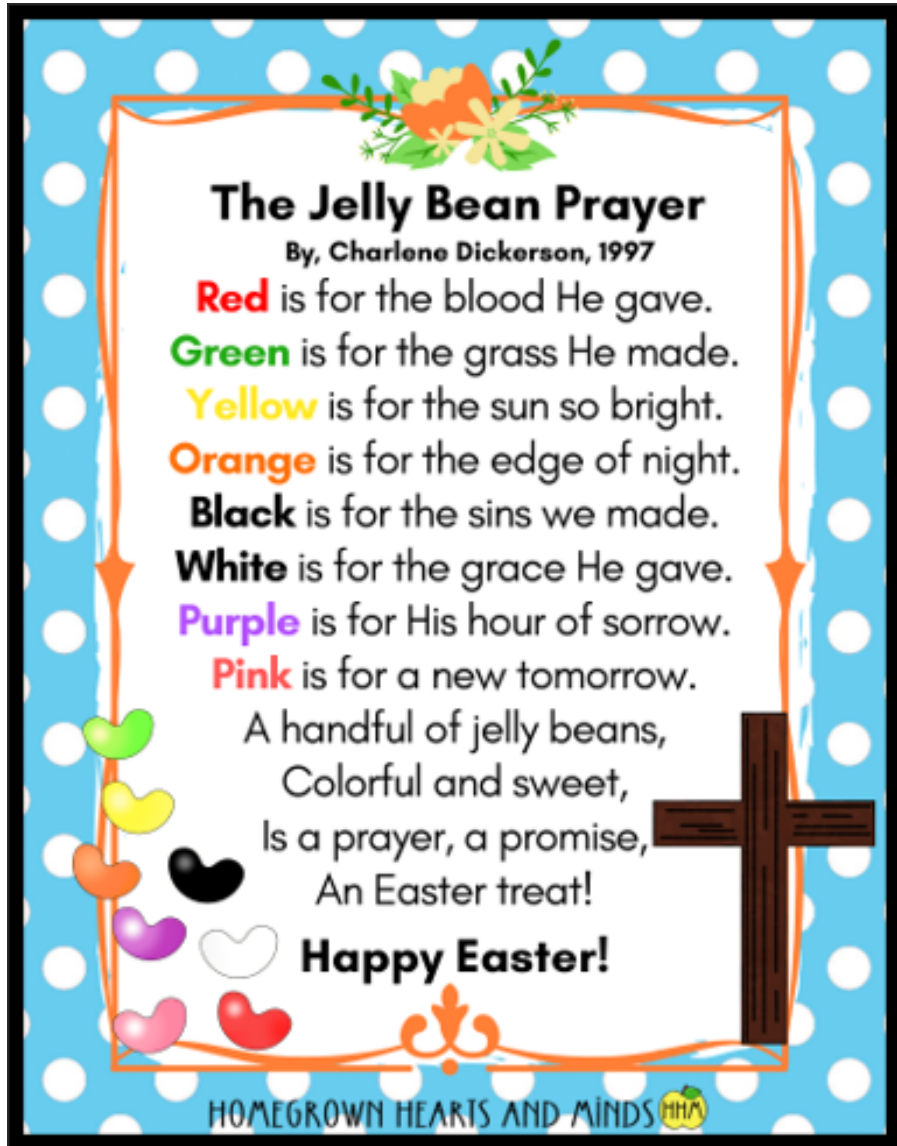 The Jelly Bean Prayer
By, Charlene Dickerson, 1997
Red is for the blood He gave.
Green is for the grass He made.
Yellow is for the sun so bright.
Orange is for the edge of night.
Black is for the sins we made.
White is for the grace He gave.
Purple is for His hour of sorrow.
Pink is for a new tomorrow.
A handful of jelly beans,
Colorful and sweet,
Is a prayer, a promise,
An Easter treat!
Happy Easter!
HOMEGROWN HEARTS AND MINDS HHM